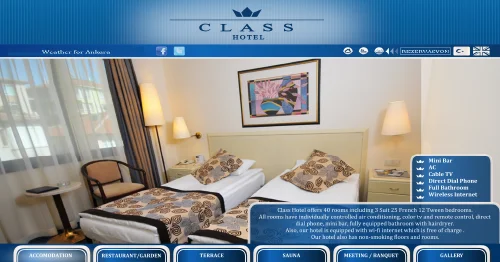 CLASS
HOTEL
Weather for Ankara
REZERVASYON
Mini Bar
AC
Cable TV
Direct Dial Phone
Full Bathroom
Wireless Internet
Class Hotel offers 40 rooms including 3 Suit 25 French 12 Tween bedrooms.
All rooms have individually controlled air conditioning, color tv and remote control, direct
dial phone, auto dial, fully equipped bathroom with hairdryer.
Also, our hotel is equipped with wi-fi internet which is free of charge.
Our hotel also has non-smoking floors and rooms.
ACCOMODATION RESTAURANT/GARDEN TERRACE SAUNA MEETING / BANQUET GALLERY